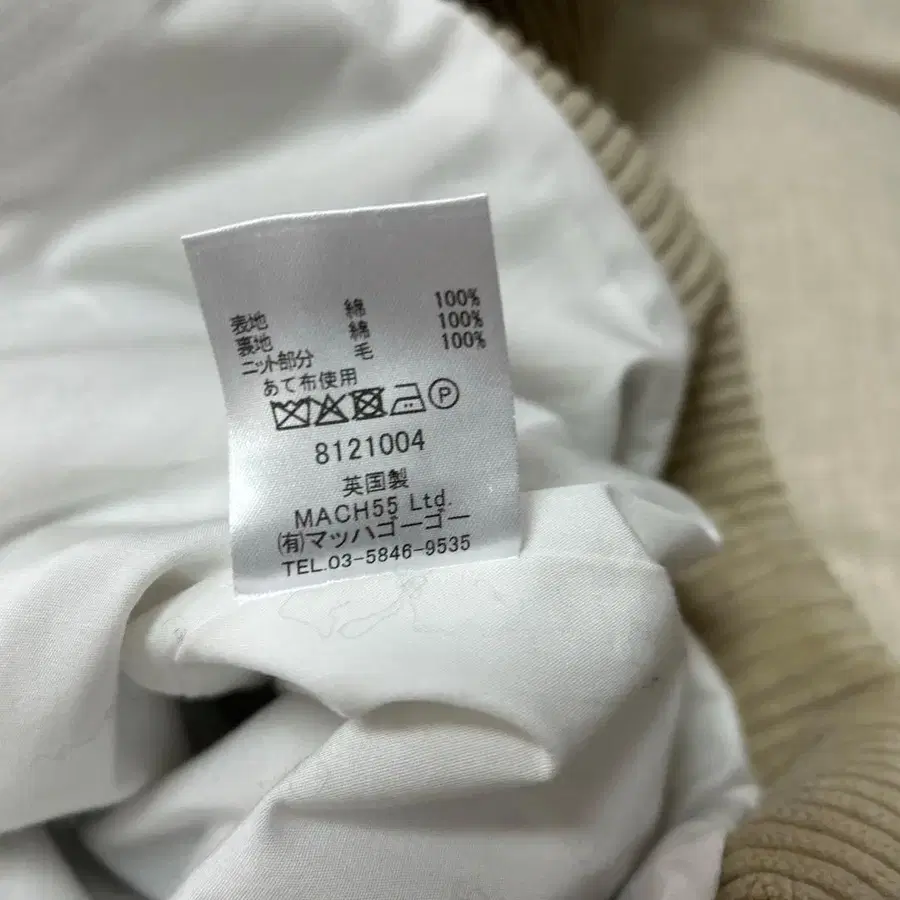 表地 綿 100%
裏地 綿 100%
ニット部分 毛 100%
あて布使用
P
8121004
英国製
MACH55 Ltd.
(有)マッハゴーゴー
TEL.03-5846-9535